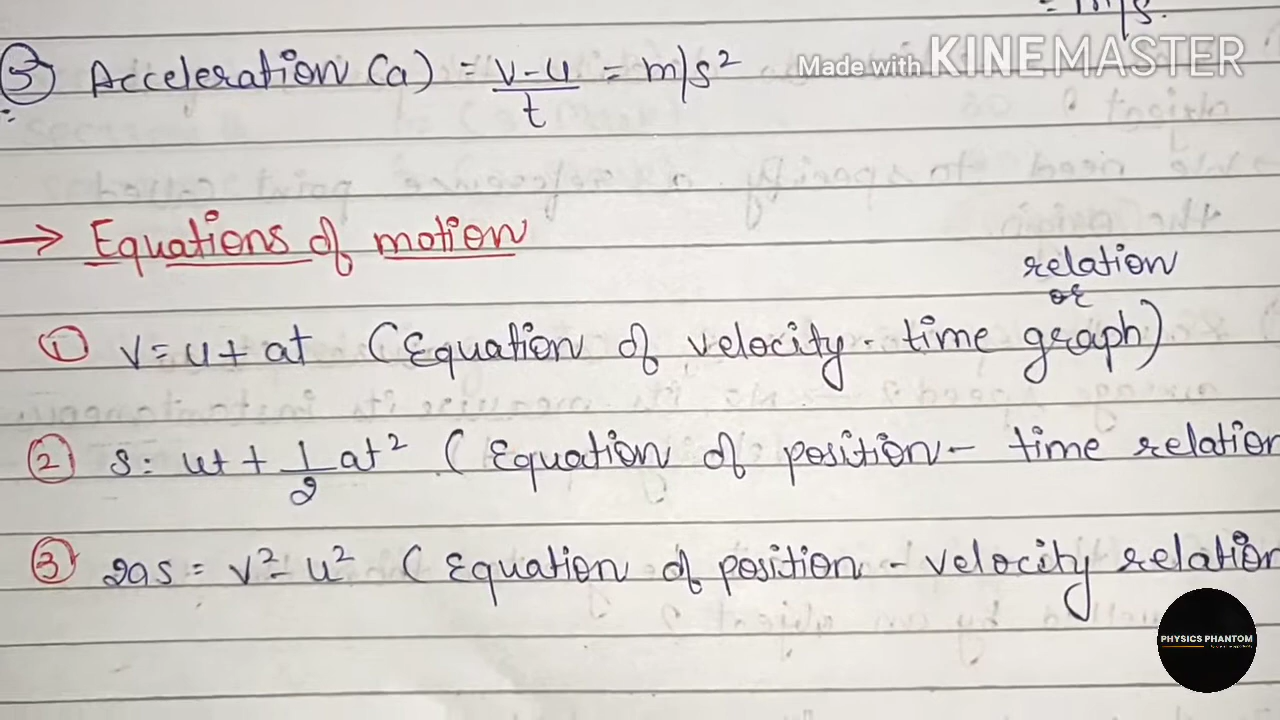 = m/s.
⑤ Acceleration (a) = v-u/t = m/s²
Made with KINEMASTER
→ Equations of motion
relation
or
① v = u + at (Equation of velocity - time graph)
② s = ut + 1/2 at² (Equation of position - time relation
③ 2as = v² - u² (Equation of position - velocity relation
PHYSICS PHANTOM